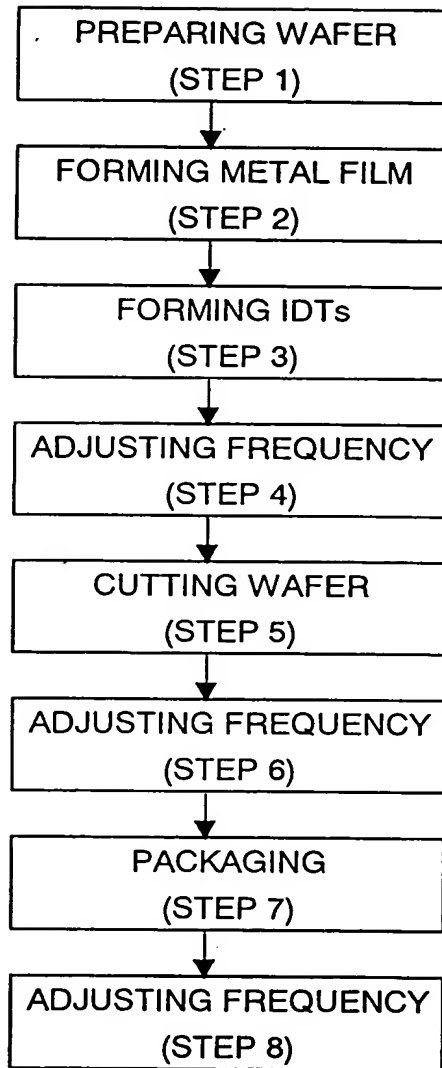 PREPARING WAFER
(STEP 1)
FORMING METAL FILM
(STEP 2)
FORMING IDTs
(STEP 3)
ADJUSTING FREQUENCY
(STEP 4)
CUTTING WAFER
(STEP 5)
ADJUSTING FREQUENCY
(STEP 6)
PACKAGING
(STEP 7)
ADJUSTING FREQUENCY
(STEP 8)